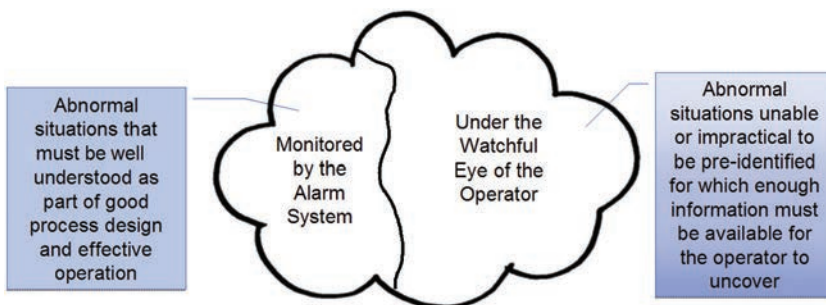 Abnormal
situations that
must be well
understood as
part of good
process design
and effective
operation
Monitored
by the
Alarm
System
Under the
Watchful
Eye of the
Operator
Abnormal
situations unable
or impractical to
be pre-identified
for which enough
information must
be available for
the operator to
uncover